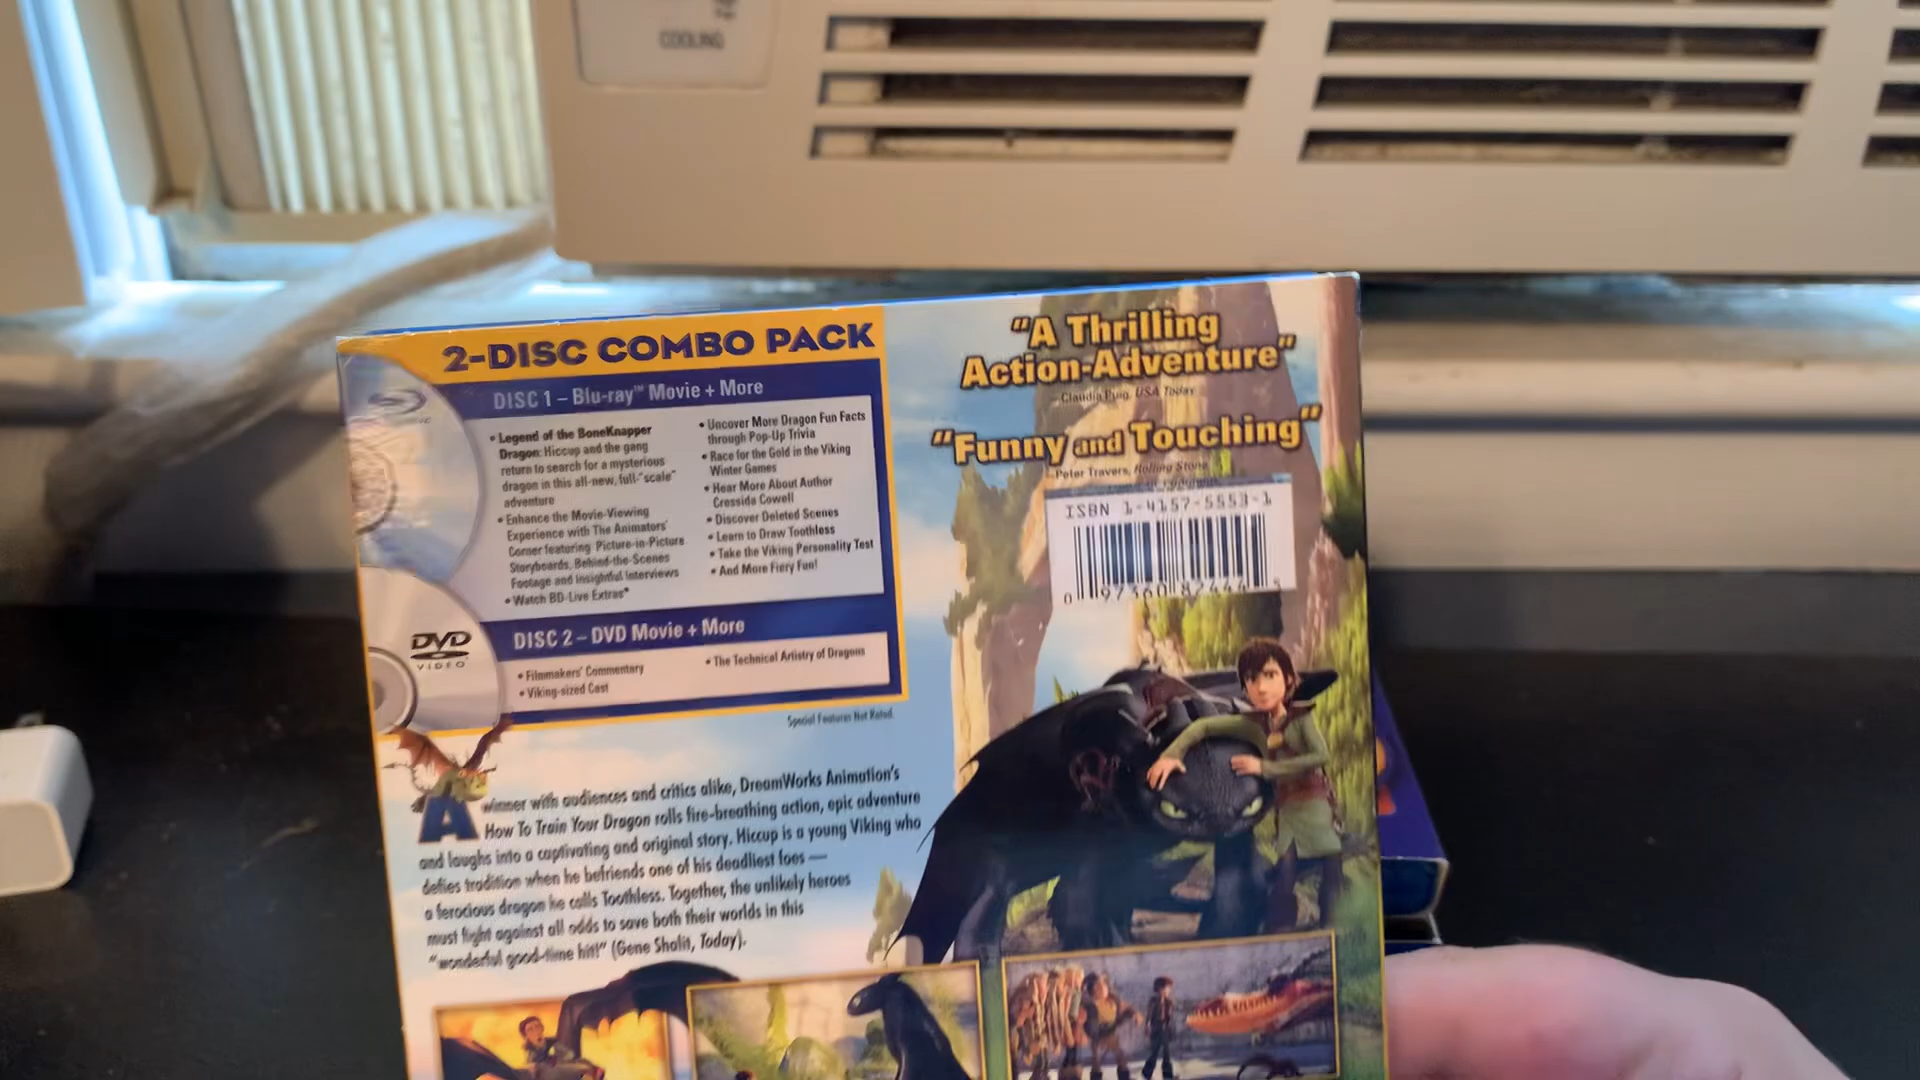 COOLING
2-DISC COMBO PACK
DISC 1 – Blu-ray™ Movie + More
• Legend of the BoneKnapper
Dragon: Hiccup and the gang
return to search for a mysterious
dragon in this all-new, full-"scale"
adventure
• Enhance the Movie-Viewing
Experience with The Animators'
Corner featuring Picture-in-Picture
Storyboards, Behind-the-Scenes
Footage and Insightful Interviews
• Watch BD-Live Extras*
• Uncover More Dragon Fun Facts
through Pop-Up Trivia
• Race for the Gold in the Viking
Winter Games
• Hear More About Author
Cressida Cowell
• Discover Deleted Scenes
• Learn to Draw Toothless
• Take the Viking Personality Test
• And More Fiery Fun!
DVD
VIDEO
DISC 2 – DVD Movie + More
• Filmmakers' Commentary
• Viking-sized Cast
• The Technical Artistry of Dragons
Special Features Not Rated.
"A Thrilling
Action-Adventure"
—Claudia Puig, USA Today
"Funny and Touching"
—Peter Travers, Rolling Stone
ISBN 1-4157-5553-1
A winner with audiences and critics alike, DreamWorks Animation's
How To Train Your Dragon rolls fire-breathing action, epic adventure
and laughs into a captivating and original story. Hiccup is a young Viking who
defies tradition when he befriends one of his deadliest foes —
a ferocious dragon he calls Toothless. Together, the unlikely heroes
must fight against all odds to save both their worlds in this
"wonderful good-time hit!" (Gene Shalit, Today).